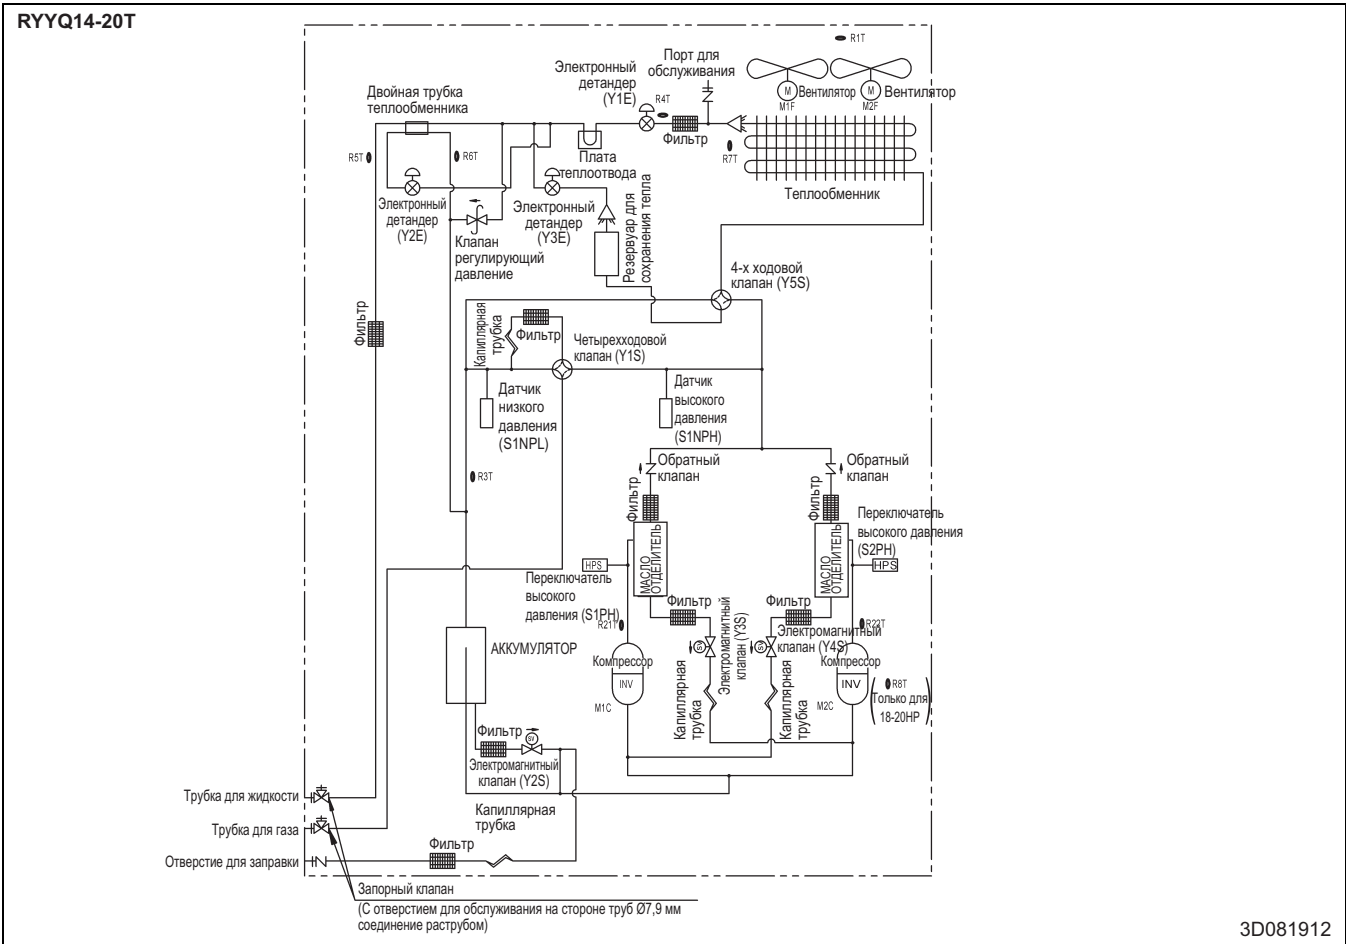 RYYQ14-20T
R1T
Порт для
обслуживания
Электронный
детандер
(Y1E)
R4T
M
Вентилятор
M1F
M
Вентилятор
M2F
Двойная трубка
теплообменника
Фильтр
R5T
R6T
R7T
Плата
теплоотвода
Теплообменник
Электронный
детандер
(Y2E)
Электронный
детандер
(Y3E)
Клапан
регулирующий
давление
Резервуар для
сохранения тепла
4-х ходовой
клапан (Y5S)
Фильтр
Капиллярная
трубка
Фильтр
Четырехходовой
клапан (Y1S)
Датчик
низкого
давления
(S1NPL)
Датчик
высокого
давления
(S1NPH)
R3T
Обратный
клапан
Обратный
клапан
Фильтр
Фильтр
Переключатель
высокого давления
(S2PH)
HPS
МАСЛО
ОТДЕЛИТЕЛЬ
МАСЛО
ОТДЕЛИТЕЛЬ
HPS
Переключатель
высокого
давления (S1PH)
R21T
Фильтр
Фильтр
R22T
SV
Электромагнитный
клапан (Y3S)
SV
Электромагнитный
клапан (Y4S)
АККУМУЛЯТОР
Компрессор
INV
M1C
Компрессор
INV
M2C
R8T
(Только для
18-20HP)
Капиллярная
трубка
Капиллярная
трубка
Фильтр
SV
Электромагнитный
клапан (Y2S)
Трубка для жидкости
Капиллярная
трубка
Трубка для газа
Фильтр
Отверстие для заправки
Запорный клапан
(С отверстием для обслуживания на стороне труб Ø7,9 мм
соединение раструбом)
3D081912